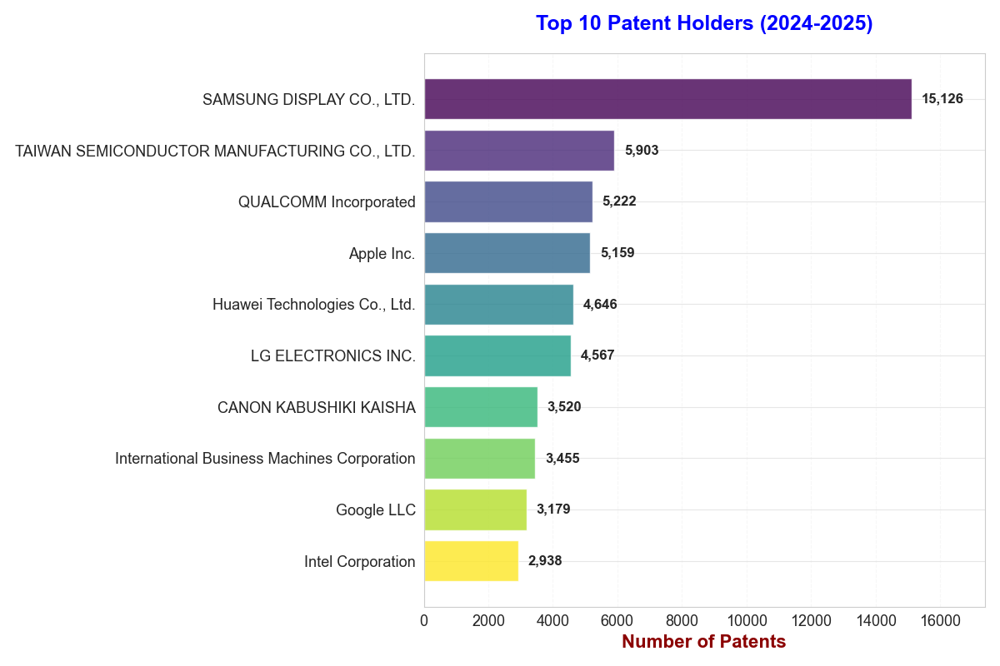 Top 10 Patent Holders (2024-2025)
SAMSUNG DISPLAY CO., LTD. 15,126
TAIWAN SEMICONDUCTOR MANUFACTURING CO., LTD. 5,903
QUALCOMM Incorporated 5,222
Apple Inc. 5,159
Huawei Technologies Co., Ltd. 4,646
LG ELECTRONICS INC. 4,567
CANON KABUSHIKI KAISHA 3,520
International Business Machines Corporation 3,455
Google LLC 3,179
Intel Corporation 2,938
0 2000 4000 6000 8000 10000 12000 14000 16000
Number of Patents